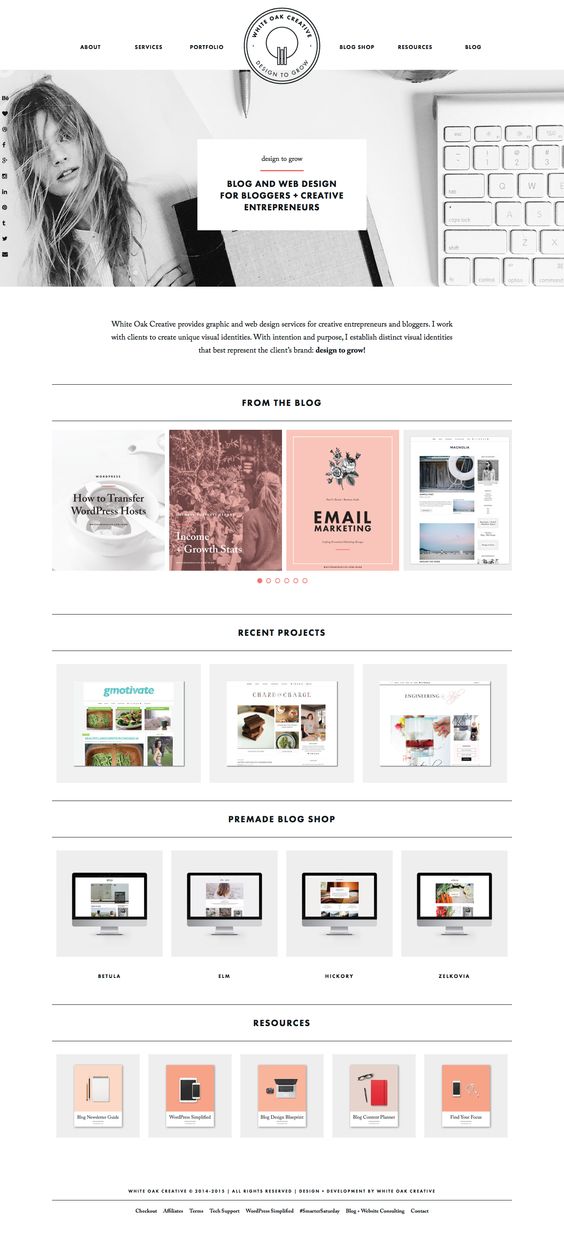 WHITE OAK CREATIVE
DESIGN TO GROW
ABOUT
SERVICES
PORTFOLIO
BLOG SHOP
RESOURCES
BLOG
design to grow
BLOG AND WEB DESIGN
FOR BLOGGERS + CREATIVE
ENTREPRENEURS
White Oak Creative provides graphic and web design services for creative entrepreneurs and bloggers. I work
with clients to create unique visual identities. With intention and purpose, I establish distinct visual identities
that best represent the client's brand: design to grow!
FROM THE BLOG
WORDPRESS
How to Transfer
WordPress Hosts
Income
+ Growth Stats
EMAIL
MARKETING
MAGNOLIA
RECENT PROJECTS
gmotivate
CHARD IN CHARGE
ENGINEERING
PREMADE BLOG SHOP
BETULA
ELM
HICKORY
ZELKOVIA
RESOURCES
Blog Newsletter Guide
WordPress Simplified
Blog Design Blueprint
Blog Content Planner
Find Your Focus
WHITE OAK CREATIVE © 2014-2015 | ALL RIGHTS RESERVED | DESIGN + DEVELOPMENT BY WHITE OAK CREATIVE
Checkout Affiliates Terms Tech Support WordPress Simplified #SmarterSaturday Blog + Website Consulting Contact